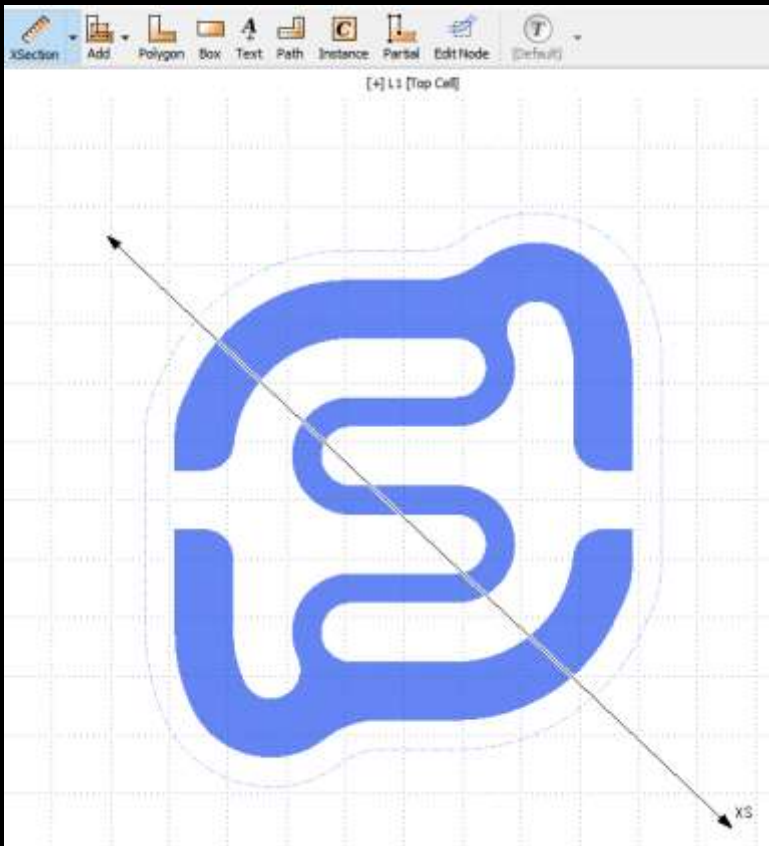 XSection Add Polygon Box Text Path Instance Partial Edit Node (Default)
[+] L1 [Top Cell]
XS